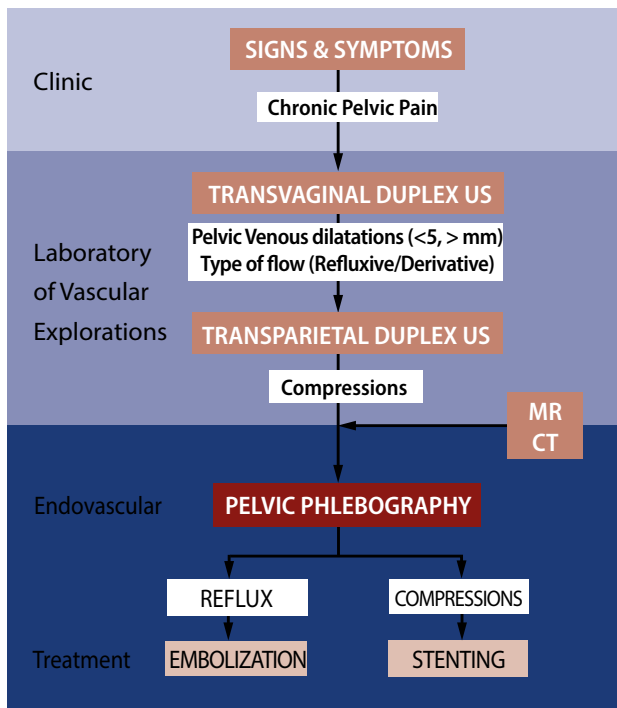 SIGNS & SYMPTOMS
Clinic
Chronic Pelvic Pain
TRANSVAGINAL DUPLEX US
Pelvic Venous dilatations (<5, > mm)
Type of flow (Refluxive/Derivative)
Laboratory
of Vascular
Explorations
TRANSPARIETAL DUPLEX US
Compressions
MR
CT
Endovascular
PELVIC PHLEBOGRAPHY
REFLUX
COMPRESSIONS
Treatment
EMBOLIZATION
STENTING